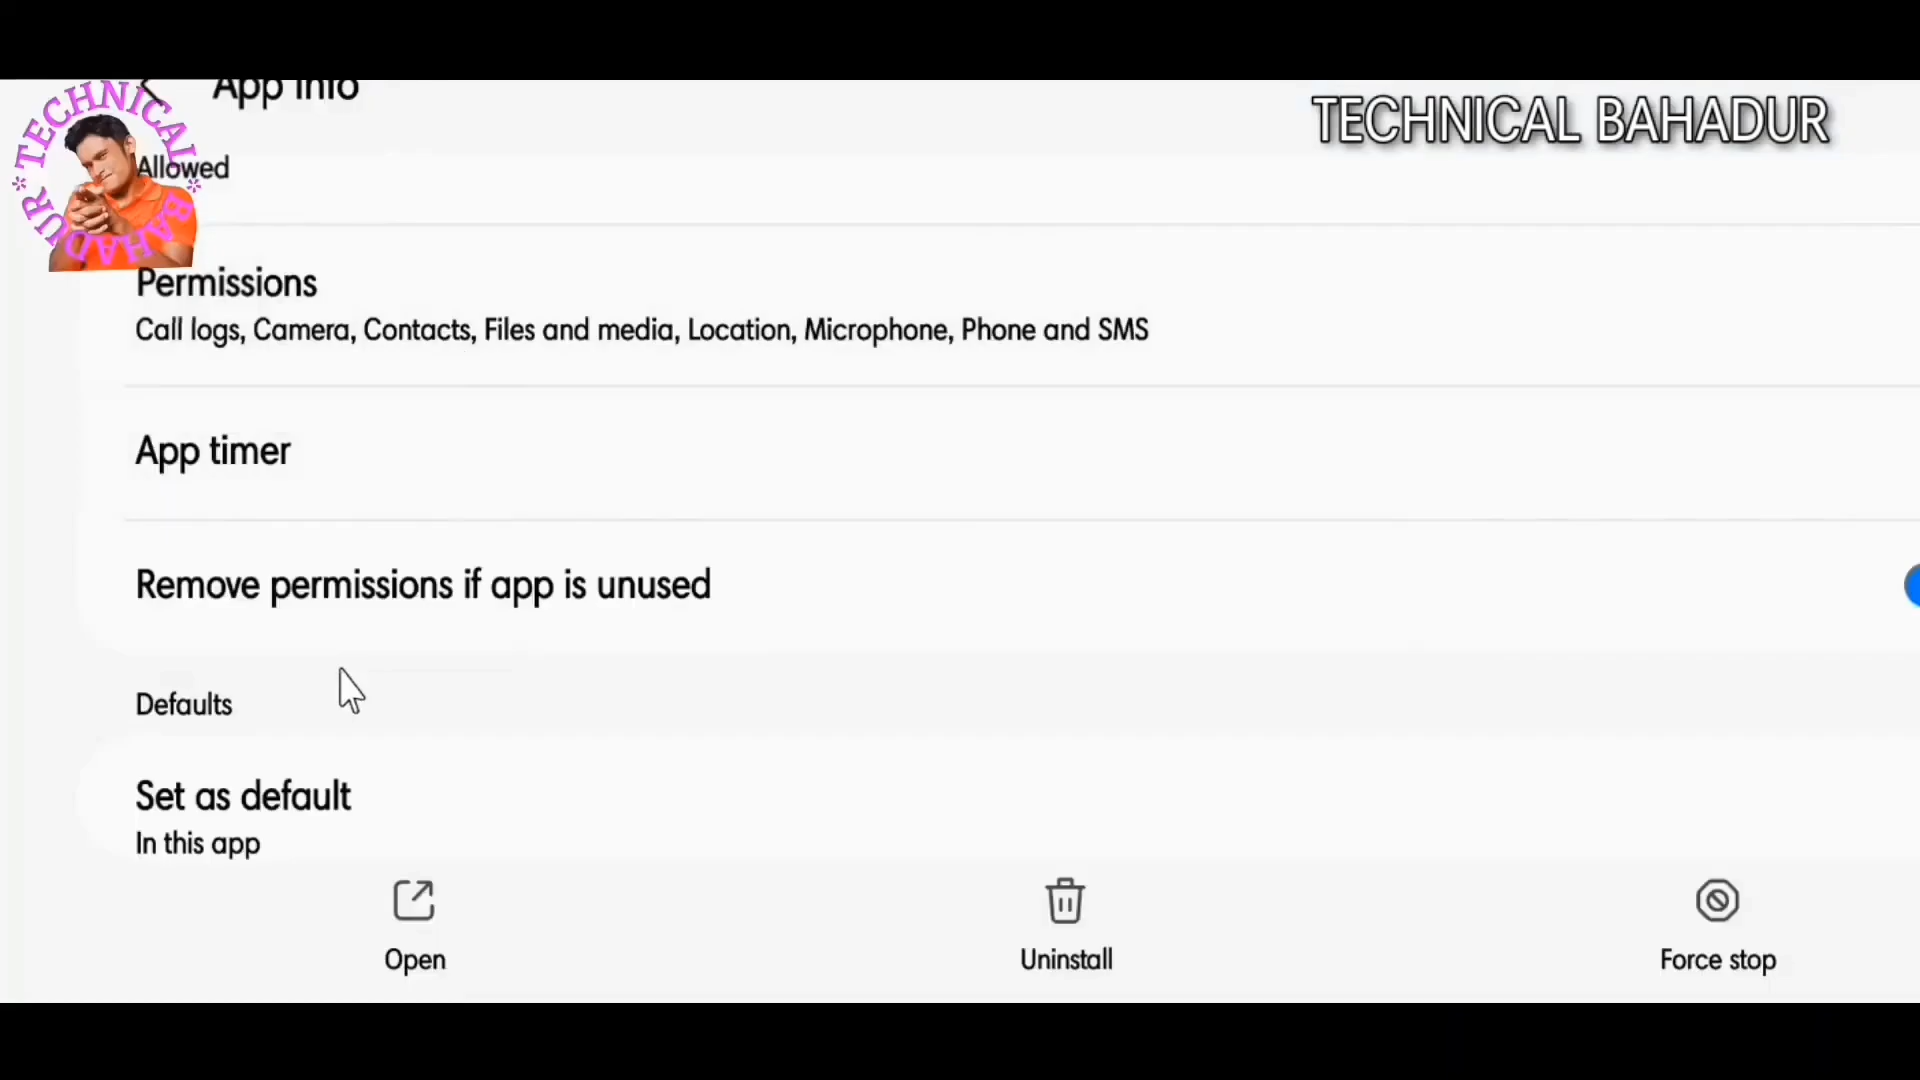 App info
TECHNICAL BAHADUR
* TECHNICAL *
BAHADUR
Allowed
Permissions
Call logs, Camera, Contacts, Files and media, Location, Microphone, Phone and SMS
App timer
Remove permissions if app is unused
Defaults
Set as default
In this app
Open
Uninstall
Force stop